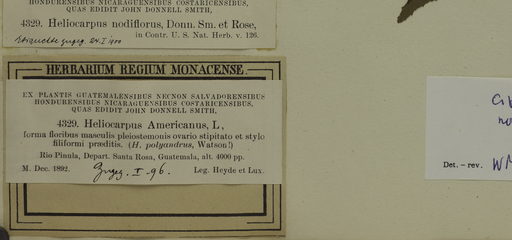 HONDURENSIBUS NICARAGUENSIBUS COSTARICENSIBUS,
QUAS EDIDIT JOHN DONNELL SMITH,
4329. Heliocarpus nodiflorus, Donn. Sm. et Rose,
in Contr. U. S. Nat. Herb. v. 126.
HERBARIUM REGIUM MONACENSE.
EX PLANTIS GUATEMALENSIBUS NECNON SALVADORENSIBUS
HONDURENSIBUS NICARAGUENSIBUS COSTARICENSIBUS,
QUAS EDIDIT JOHN DONNELL SMITH,
4329. Heliocarpus Americanus, L,
forma floribus masculis pleiostemonis ovario stipitato et stylo
filiformi præditis. (H. polyandrus, Watson!)
Rio Pinula, Depart. Santa Rosa, Guatemala, alt. 4000 pp.
M. Dec. 1892.
I. 96.
Leg. Heyde et Lux.
Det. – rev.